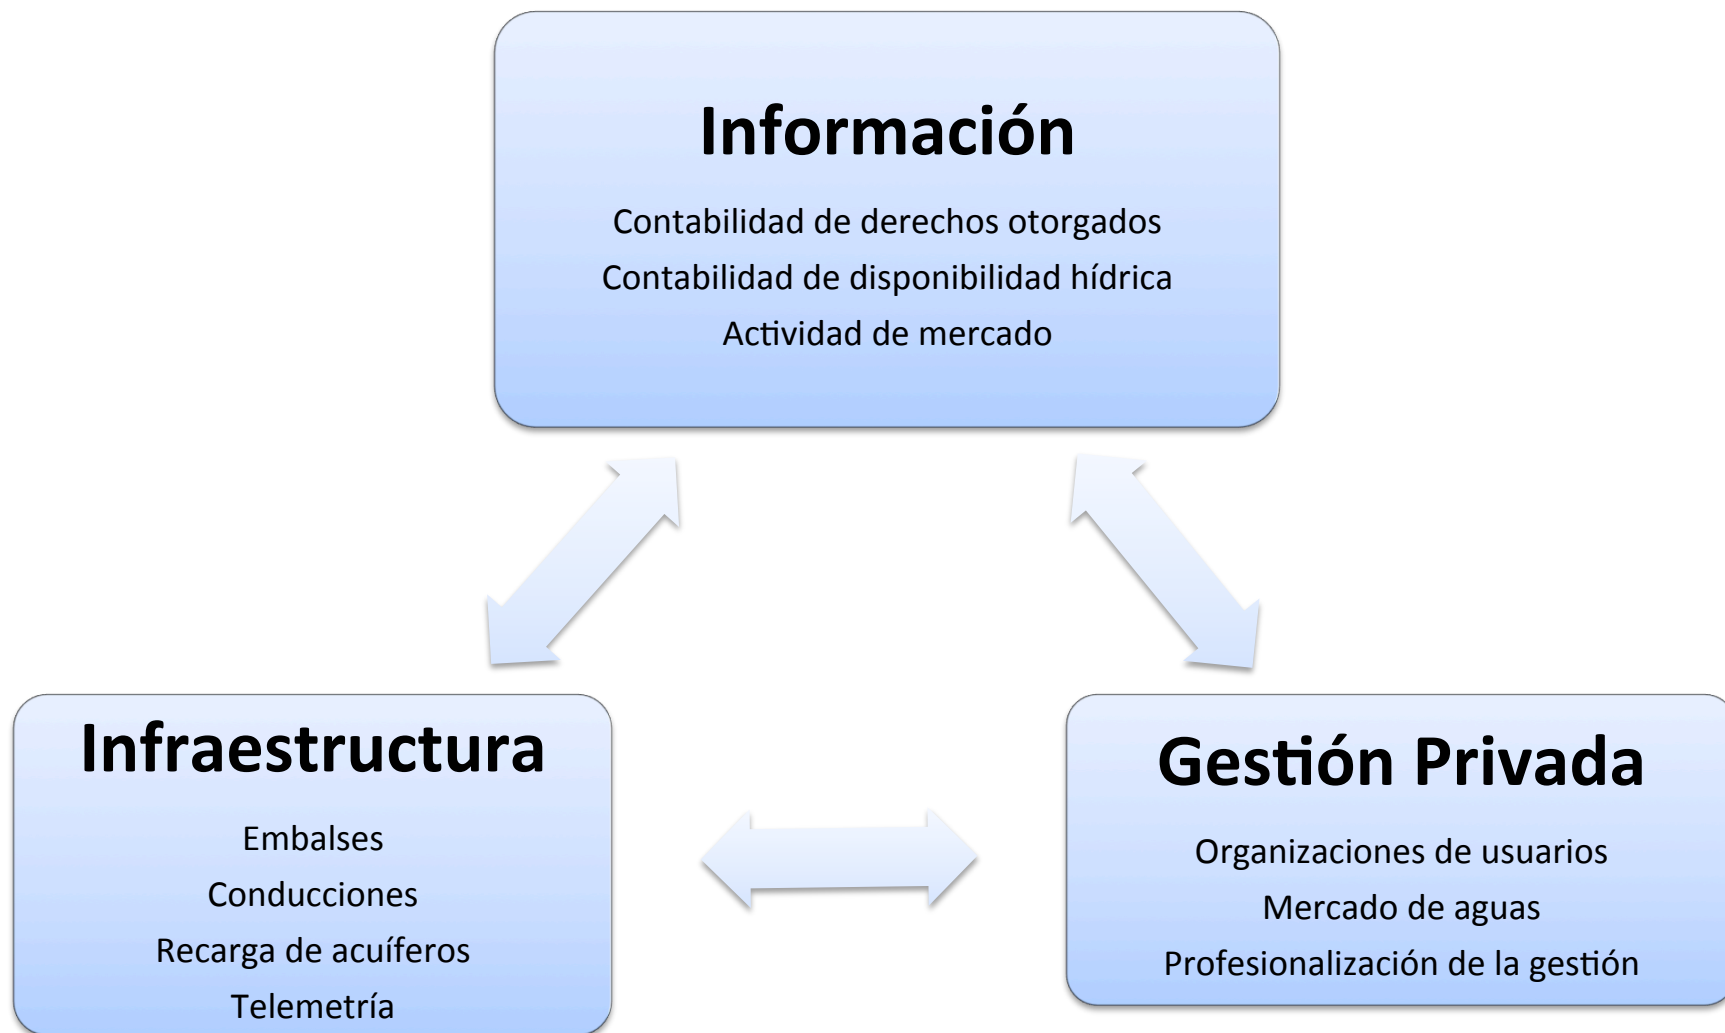 Información
Contabilidad de derechos otorgados
Contabilidad de disponibilidad hídrica
Actividad de mercado
Infraestructura
Embalses
Conducciones
Recarga de acuíferos
Telemetría
Gestión Privada
Organizaciones de usuarios
Mercado de aguas
Profesionalización de la gestión